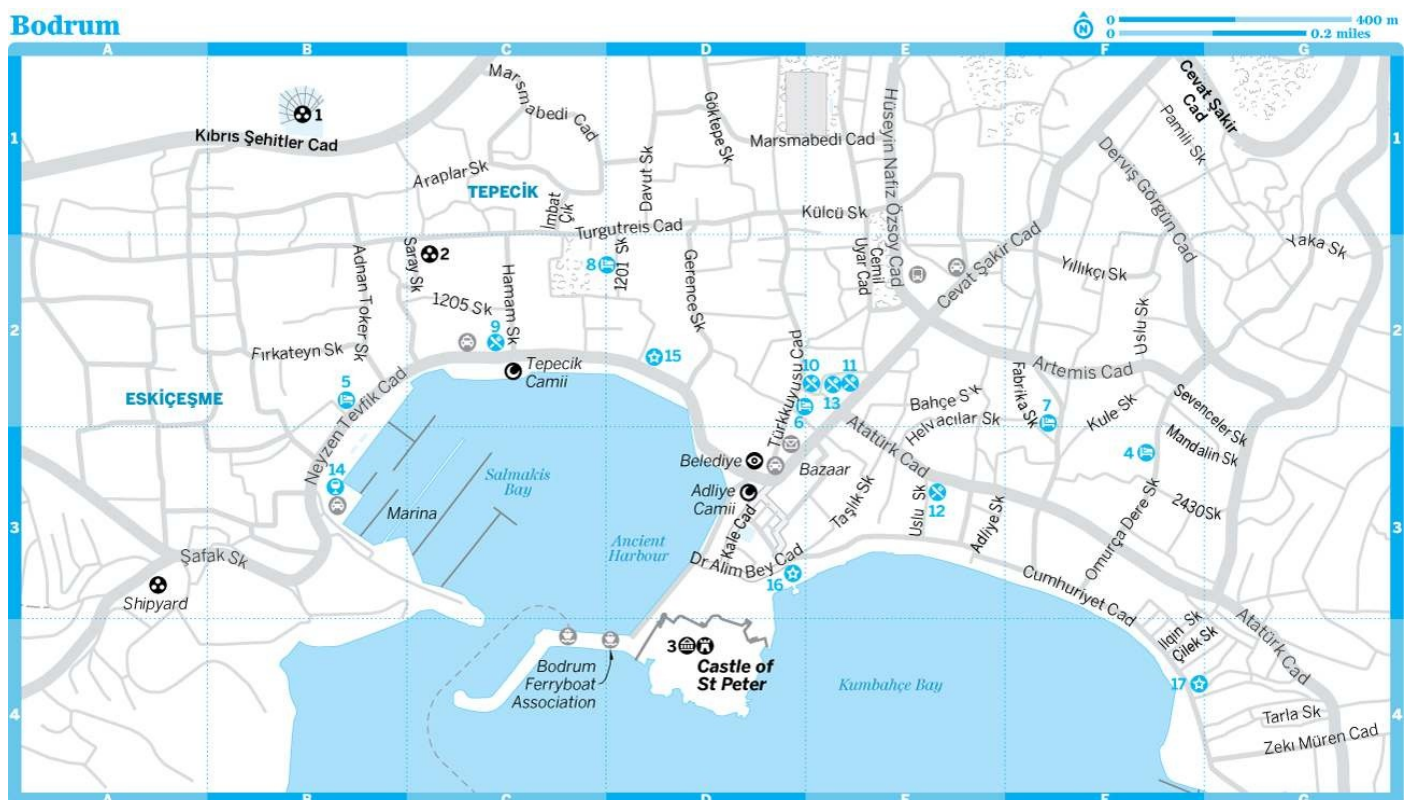 Bodrum
N
0 400 m
0 0.2 miles
A B C D E F G
1
1
Kıbrıs Şehitler Cad
Marsmabedi Cad
Araplar Sk
TEPECİK
İmbat
Çık
Davut Sk
Göktepe Sk
Marsmabedi Cad
Hüseyin Nafiz Özsoy Cad
Cevat Şakir
Cad
Pamili Sk
Derviş Görgün Cad
1
Turgutreis Cad
Külcü Sk
Adnan Toker Sk
Saray Sk
2
1205 Sk
Hamam Sk
8
1201 Sk
Gerence Sk
Cemil
Uyar Cad
Cevat Şakir Cad
Yıllıkçı Sk
Uslu Sk
Yaka Sk
2
9
Fırkateyn Sk
5
ESKİÇEŞME
Neyzen Tevfik Cad
Tepecik
Camii
15
Türkkuyusu Cad
10
11
13
6
Bahçe Sk
Helvacılar Sk
Fabrika Sk
Artemis Cad
7
Kule Sk
Sevenceler Sk
Mandalin Sk
2
14
Marina
Salmakis
Bay
Belediye
Adliye
Camii
Bazaar
Atatürk Cad
4
3
Şafak Sk
Shipyard
Ancient
Harbour
Kale Cad
Dr Alim Bey Cad
16
Taşlık Sk
Uslu Sk
12
Adliye Sk
Omurça Dere Sk
2430Sk
Cumhuriyet Cad
3
Bodrum
Ferryboat
Association
3
Castle of
St Peter
Kumbahçe Bay
Ilgın Sk
Çilek Sk
Atatürk Cad
17
Tarla Sk
Zekı Müren Cad
4
4
A B C D E F G